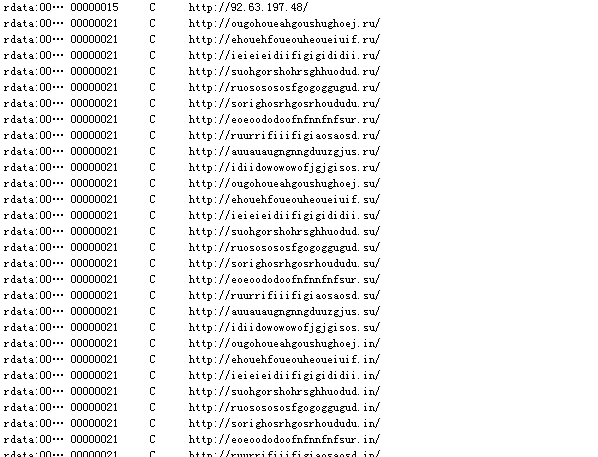 rdata:00… 00000015 C http://92.63.197.48/
rdata:00… 00000021 C http://ougohoueahgoushughoej.ru/
rdata:00… 00000021 C http://ehouehfoueouheoueiuif.ru/
rdata:00… 00000021 C http://ieieieidiifigigididii.ru/
rdata:00… 00000021 C http://suohgorshohrsghhuodud.ru/
rdata:00… 00000021 C http://ruososososfgogoggugud.ru/
rdata:00… 00000021 C http://sorighosrhgosrhoududu.ru/
rdata:00… 00000021 C http://eoeoododoofnfnnfnfsur.ru/
rdata:00… 00000021 C http://ruurrifiiifigiaosaosd.ru/
rdata:00… 00000021 C http://auuauaugngnngduuzgjus.ru/
rdata:00… 00000021 C http://idiidowowowofjgjgisos.ru/
rdata:00… 00000021 C http://ougohoueahgoushughoej.su/
rdata:00… 00000021 C http://ehouehfoueouheoueiuif.su/
rdata:00… 00000021 C http://ieieieidiifigigididii.su/
rdata:00… 00000021 C http://suohgorshohrsghhuodud.su/
rdata:00… 00000021 C http://ruososososfgogoggugud.su/
rdata:00… 00000021 C http://sorighosrhgosrhoududu.su/
rdata:00… 00000021 C http://eoeoododoofnfnnfnfsur.su/
rdata:00… 00000021 C http://ruurrifiiifigiaosaosd.su/
rdata:00… 00000021 C http://auuauaugngnngduuzgjus.su/
rdata:00… 00000021 C http://idiidowowowofjgjgisos.su/
rdata:00… 00000021 C http://ougohoueahgoushughoej.in/
rdata:00… 00000021 C http://ehouehfoueouheoueiuif.in/
rdata:00… 00000021 C http://ieieieidiifigigididii.in/
rdata:00… 00000021 C http://suohgorshohrsghhuodud.in/
rdata:00… 00000021 C http://ruososososfgogoggugud.in/
rdata:00… 00000021 C http://sorighosrhgosrhoududu.in/
rdata:00… 00000021 C http://eoeoododoofnfnnfnfsur.in/
rdata:00… 00000021 C http://ruurrifiiifigiaosaosd.in/